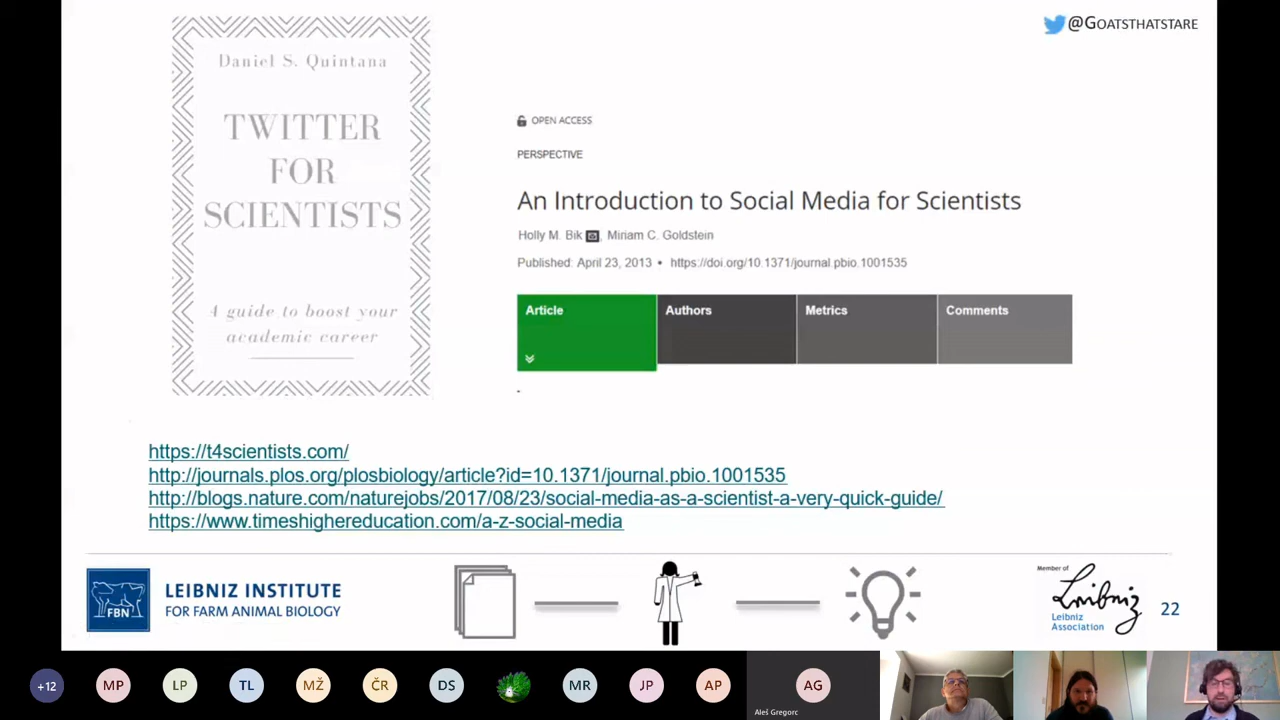 @GOATSTHATSTARE
Daniel S. Quintana
TWITTER
FOR
SCIENTISTS
A guide to boost your
academic career
OPEN ACCESS
PERSPECTIVE
An Introduction to Social Media for Scientists
Holly M. Bik , Miriam C. Goldstein
Published: April 23, 2013 • https://doi.org/10.1371/journal.pbio.1001535
Article
Authors
Metrics
Comments
https://t4scientists.com/
http://journals.plos.org/plosbiology/article?id=10.1371/journal.pbio.1001535
http://blogs.nature.com/naturejobs/2017/08/23/social-media-as-a-scientist-a-very-quick-guide/
https://www.timeshighereducation.com/a-z-social-media
FBN
LEIBNIZ INSTITUTE
FOR FARM ANIMAL BIOLOGY
Member of
Leibniz
Leibniz
Association
22
+12
MP
LP
TL
MŽ
ČR
DS
MR
JP
AP
AG
Aleš Gregorc